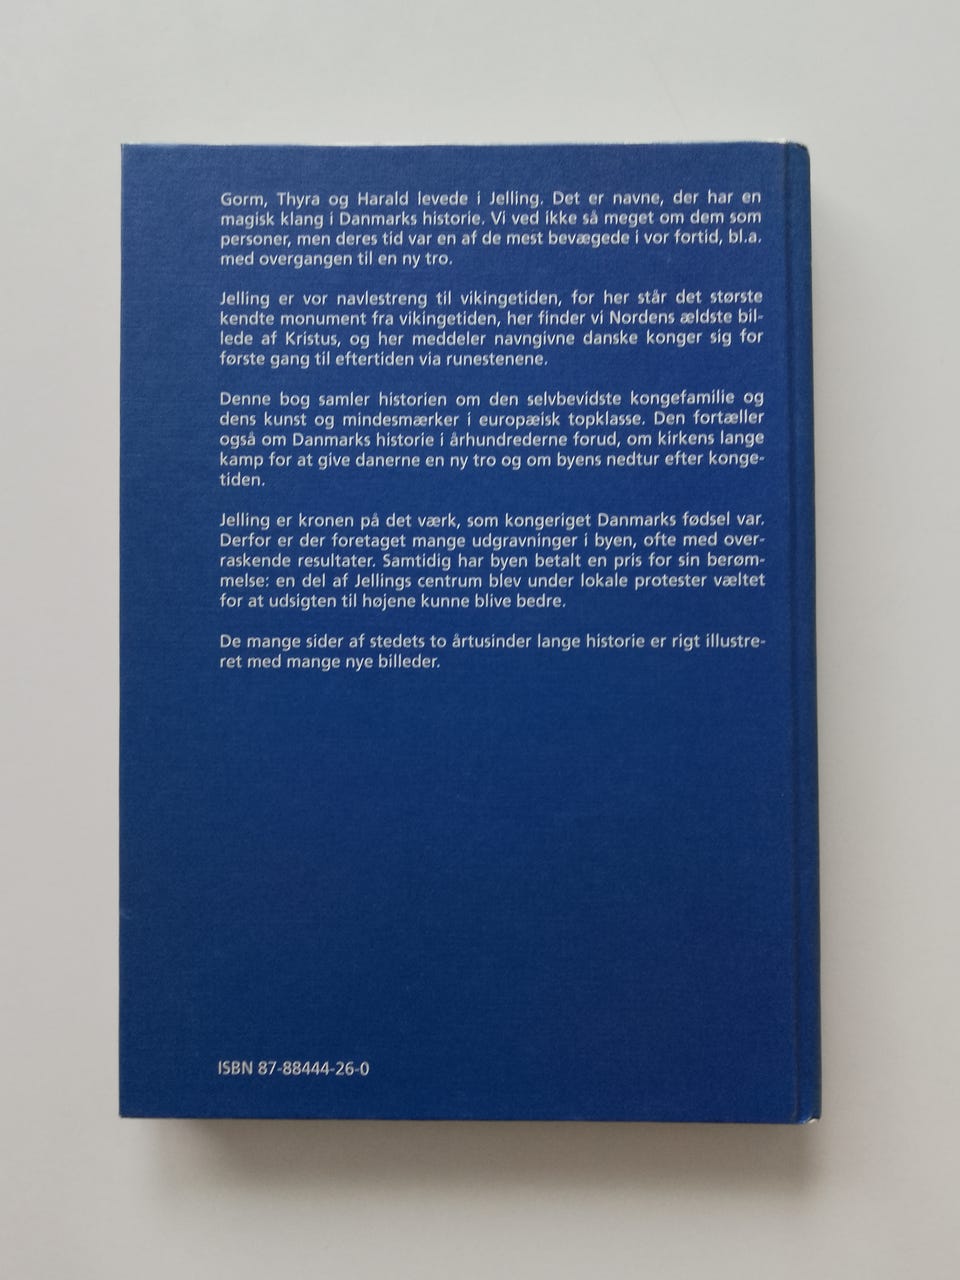 Gorm, Thyra og Harald levede i Jelling. Det er navne, der har en
magisk klang i Danmarks historie. Vi ved ikke så meget om dem som
personer, men deres tid var en af de mest bevægede i vor fortid, bl.a.
med overgangen til en ny tro.
Jelling er vor navlestreng til vikingetiden, for her står det største
kendte monument fra vikingetiden, her finder vi Nordens ældste bil-
lede af Kristus, og her meddeler navngivne danske konger sig for
første gang til eftertiden via runestenene.
Denne bog samler historien om den selvbevidste kongefamilie og
dens kunst og mindesmærker i europæisk topklasse. Den fortæller
også om Danmarks historie i århundrederne forud, om kirkens lange
kamp for at give danerne en ny tro og om byens nedtur efter konge-
tiden.
Jelling er kronen på det værk, som kongeriget Danmarks fødsel var.
Derfor er der foretaget mange udgravninger i byen, ofte med over-
raskende resultater. Samtidig har byen betalt en pris for sin berøm-
melse: en del af Jellings centrum blev under lokale protester væltet
for at udsigten til højene kunne blive bedre.
De mange sider af stedets to årtusinder lange historie er rigt illustre-
ret med mange nye billeder.
ISBN 87-88444-26-0